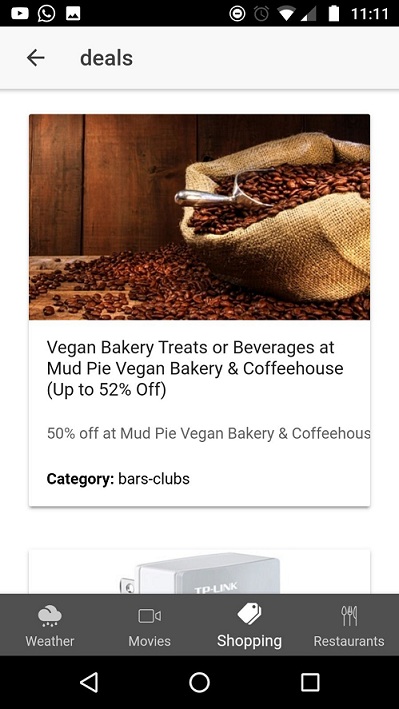 11:11
deals
Vegan Bakery Treats or Beverages at
Mud Pie Vegan Bakery & Coffeehouse
(Up to 52% Off)
50% off at Mud Pie Vegan Bakery & Coffeehous
Category: bars-clubs
TP-LINK
Weather
Movies
Shopping
Restaurants